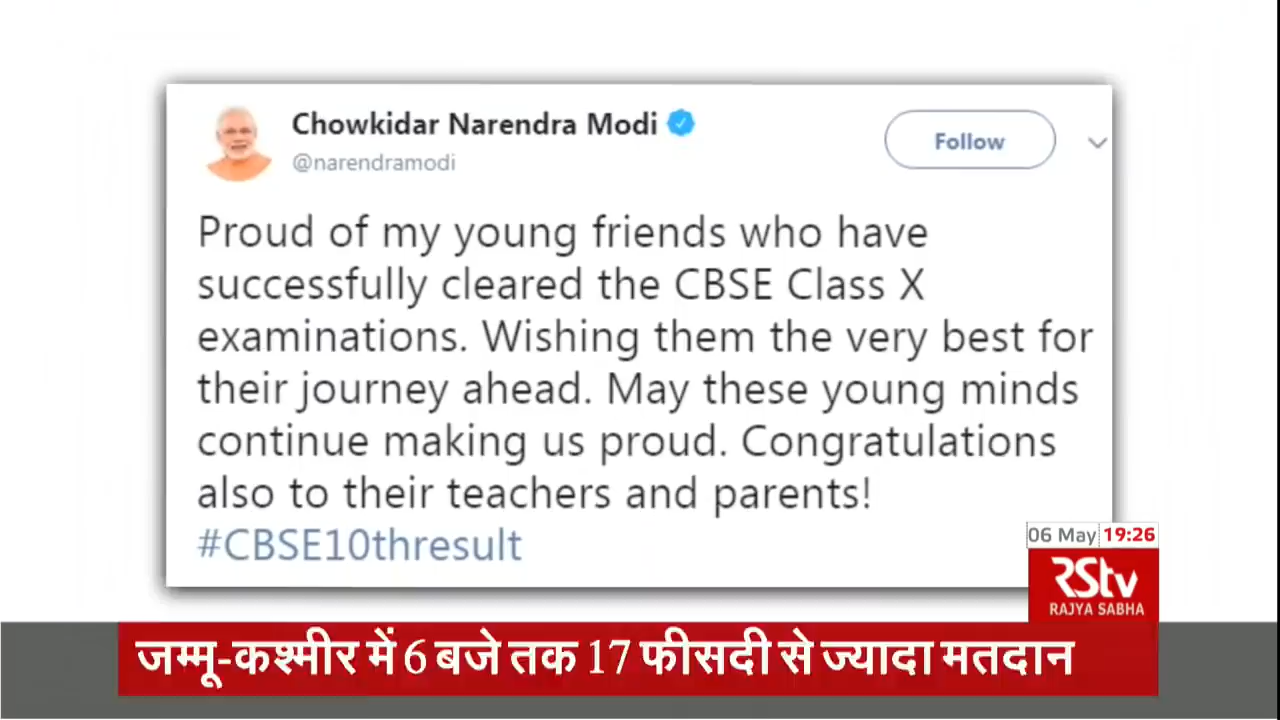 Chowkidar Narendra Modi
@narendramodi
Follow
Proud of my young friends who have
successfully cleared the CBSE Class X
examinations. Wishing them the very best for
their journey ahead. May these young minds
continue making us proud. Congratulations
also to their teachers and parents!
#CBSE10thresult
06 May 19:26
RStv
RAJYA SABHA
जम्मू-कश्मीर में 6 बजे तक 17 फीसदी से ज्यादा मतदान